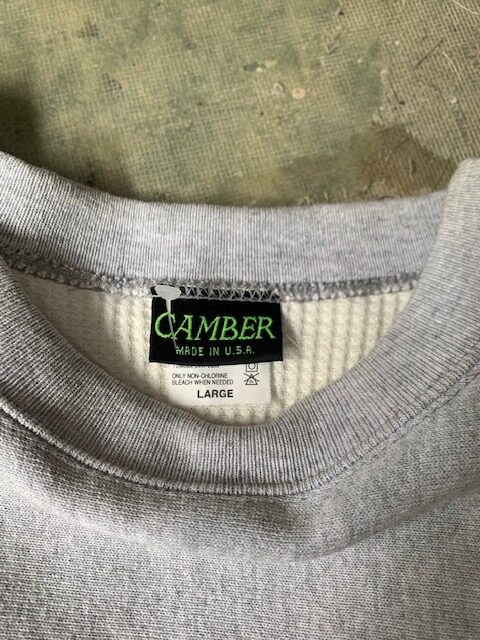 CAMBER
MADE IN U.S.A.
ONLY NON-CHLORINE
BLEACH WHEN NEEDED
LARGE